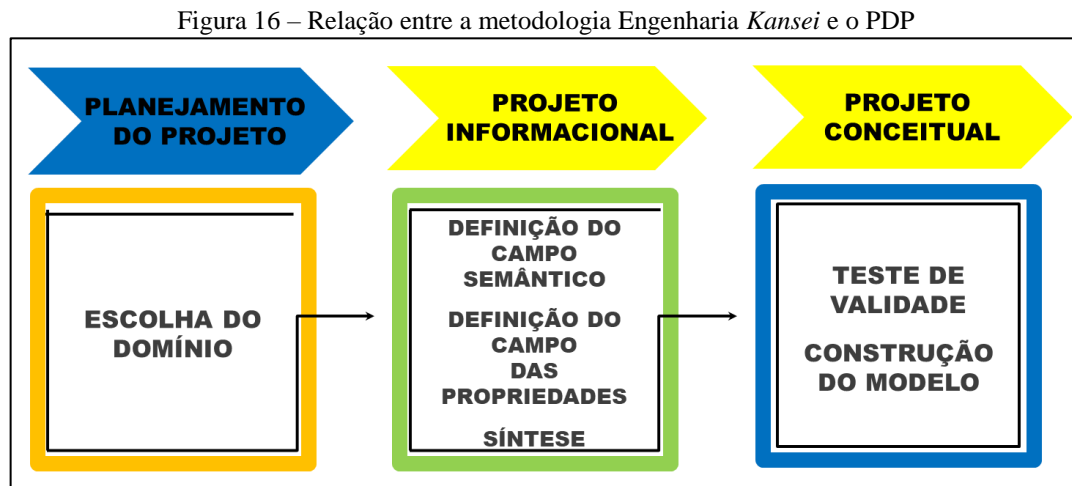 Figura 16 – Relação entre a metodologia Engenharia Kansei e o PDP
PLANEJAMENTO
DO PROJETO
PROJETO
INFORMACIONAL
PROJETO
CONCEITUAL
ESCOLHA DO
DOMÍNIO
DEFINIÇÃO DO
CAMPO
SEMÂNTICO
DEFINIÇÃO DO
CAMPO
DAS
PROPRIEDADES
SÍNTESE
TESTE DE
VALIDADE
CONSTRUÇÃO
DO MODELO